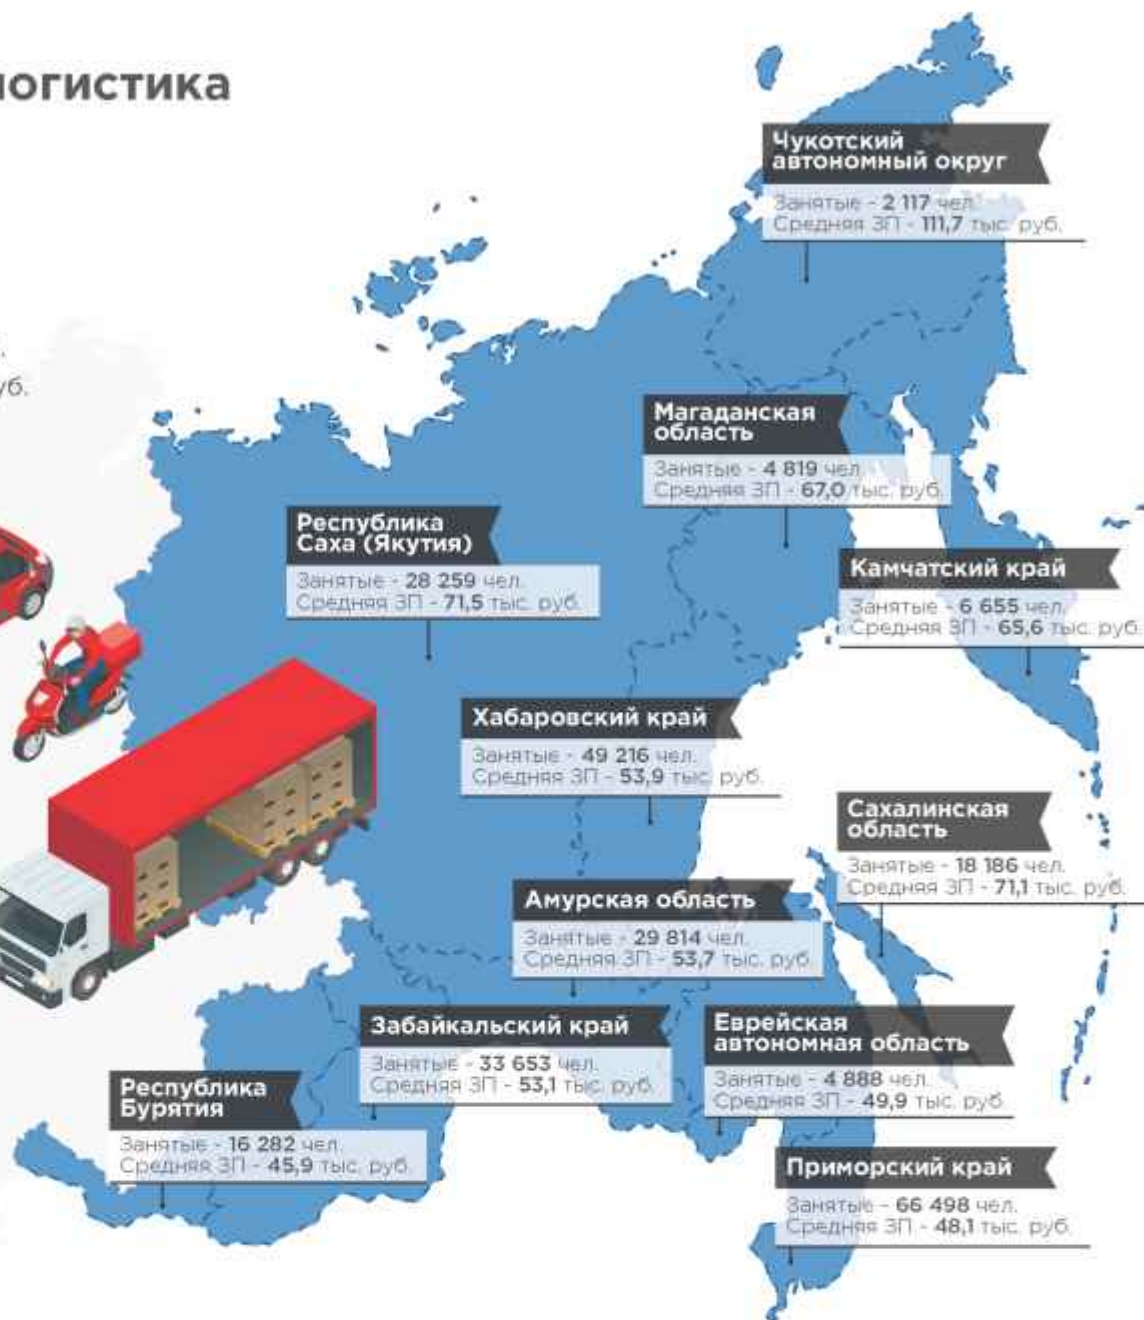 логистика
уб.
Чукотский
автономный округ
Занятые - 2 117 чел.
Средняя ЗП - 111,7 тыс. руб.
Магаданская
область
Занятые - 4 819 чел.
Средняя ЗП - 67,0 тыс. руб.
Республика
Саха (Якутия)
Занятые - 28 259 чел.
Средняя ЗП - 71,5 тыс. руб.
Камчатский край
Занятые - 6 655 чел.
Средняя ЗП - 65,6 тыс. руб.
Хабаровский край
Занятые - 49 216 чел.
Средняя ЗП - 53,9 тыс. руб.
Сахалинская
область
Занятые - 18 186 чел.
Средняя ЗП - 71,1 тыс. руб.
Амурская область
Занятые - 29 814 чел.
Средняя ЗП - 53,7 тыс. руб.
Забайкальский край
Занятые - 33 653 чел.
Средняя ЗП - 53,1 тыс. руб.
Еврейская
автономная область
Занятые - 4 888 чел.
Средняя ЗП - 49,9 тыс. руб.
Республика
Бурятия
Занятые - 16 282 чел.
Средняя ЗП - 45,9 тыс. руб.
Приморский край
Занятые - 66 498 чел.
Средняя ЗП - 48,1 тыс. руб.